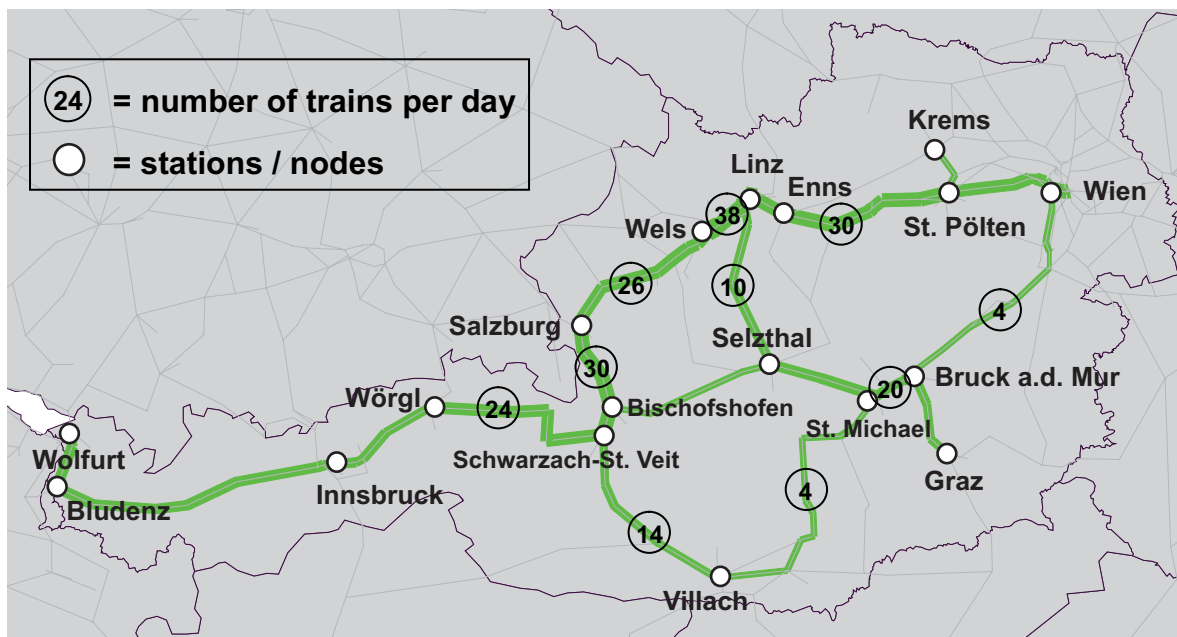 24 = number of trains per day
= stations / nodes
Krems
Linz
Enns
Wien
38
Wels
30
St. Pölten
26
10
4
Salzburg
Selzthal
30
Bruck a.d. Mur
20
Wörgl
24
Bischofshofen
St. Michael
Wolfurt
Schwarzach-St. Veit
Innsbruck
Graz
Bludenz
4
14
Villach